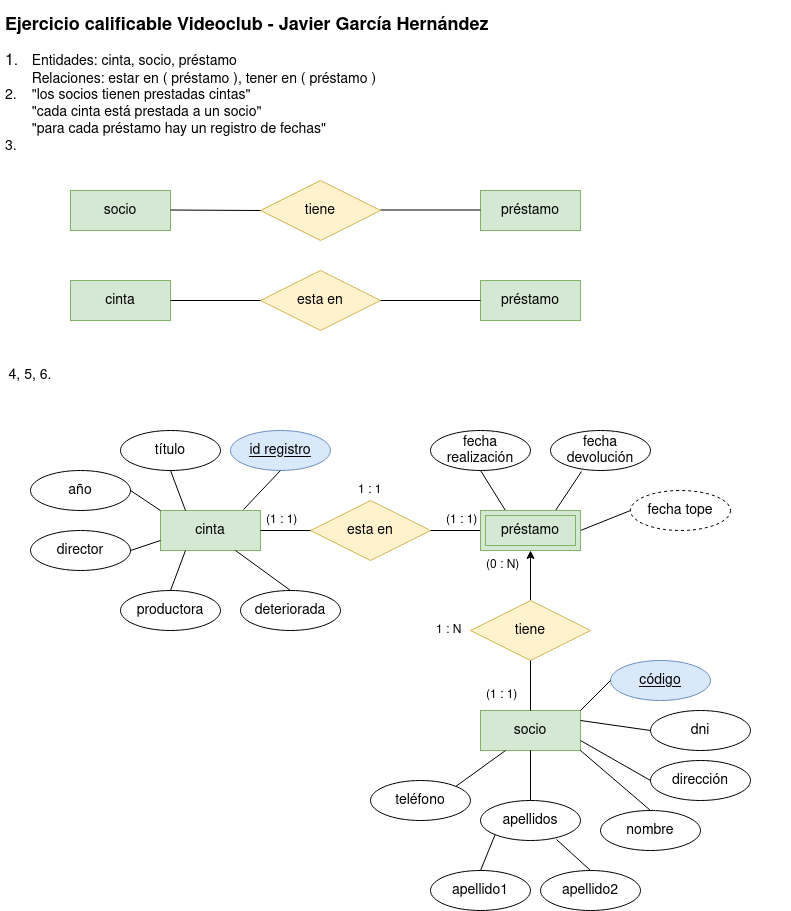 Ejercicio calificable Videoclub - Javier García Hernández
1. Entidades: cinta, socio, préstamo
Relaciones: estar en ( préstamo ), tener en ( préstamo )
2. "los socios tienen prestadas cintas"
"cada cinta está prestada a un socio"
"para cada préstamo hay un registro de fechas"
3.
socio tiene préstamo
cinta esta en préstamo
4, 5, 6.
título
id registro
fecha
realización
fecha
devolución
año
1 : 1
fecha tope
cinta (1 : 1) esta en (1 : 1) préstamo
director
(0 : N)
productora
deteriorada
1 : N tiene
código
(1 : 1)
socio
dni
dirección
teléfono
apellidos
nombre
apellido1
apellido2